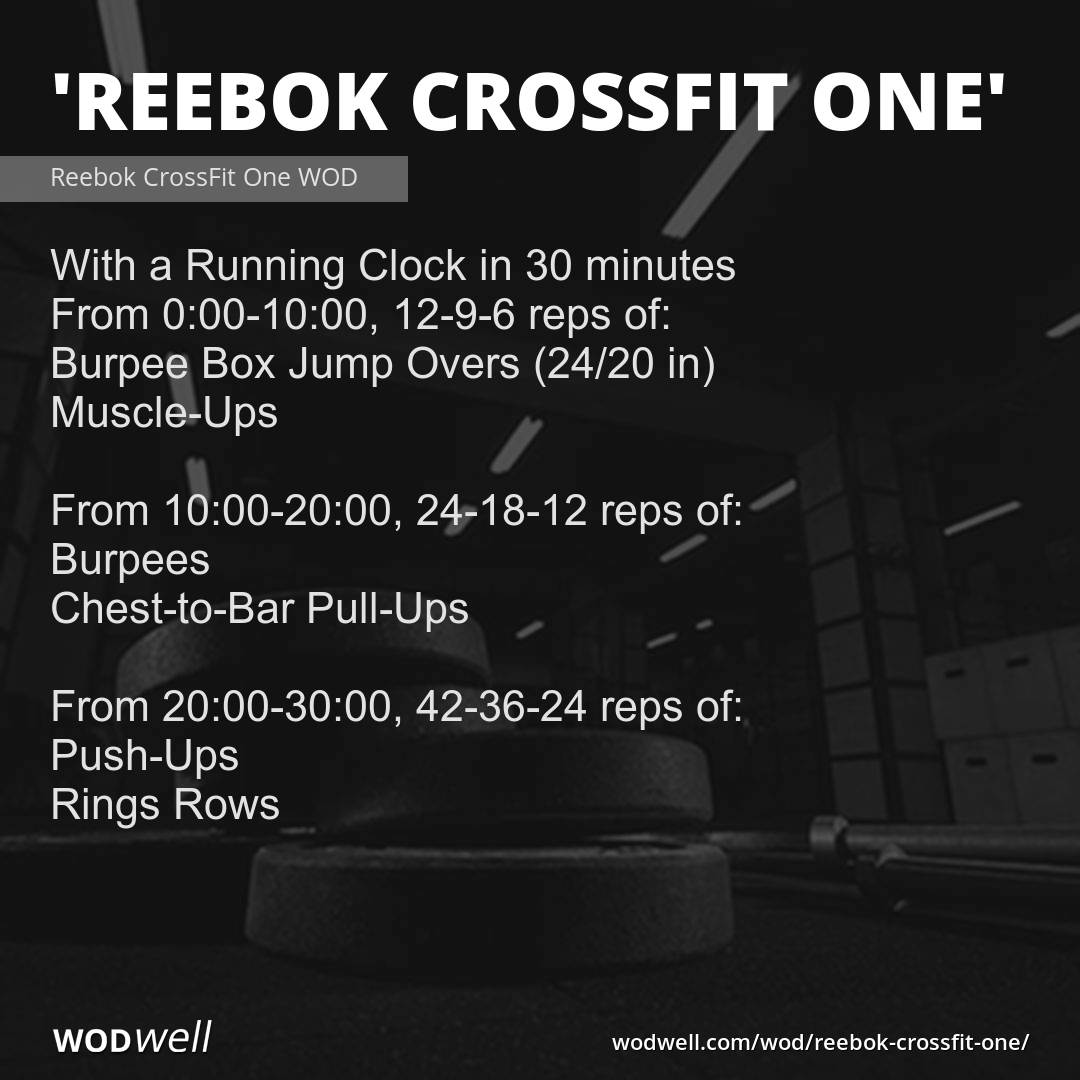 'REEBOK CROSSFIT ONE'
Reebok CrossFit One WOD
With a Running Clock in 30 minutes
From 0:00-10:00, 12-9-6 reps of:
Burpee Box Jump Overs (24/20 in)
Muscle-Ups
From 10:00-20:00, 24-18-12 reps of:
Burpees
Chest-to-Bar Pull-Ups
From 20:00-30:00, 42-36-24 reps of:
Push-Ups
Rings Rows
WODwell
wodwell.com/wod/reebok-crossfit-one/